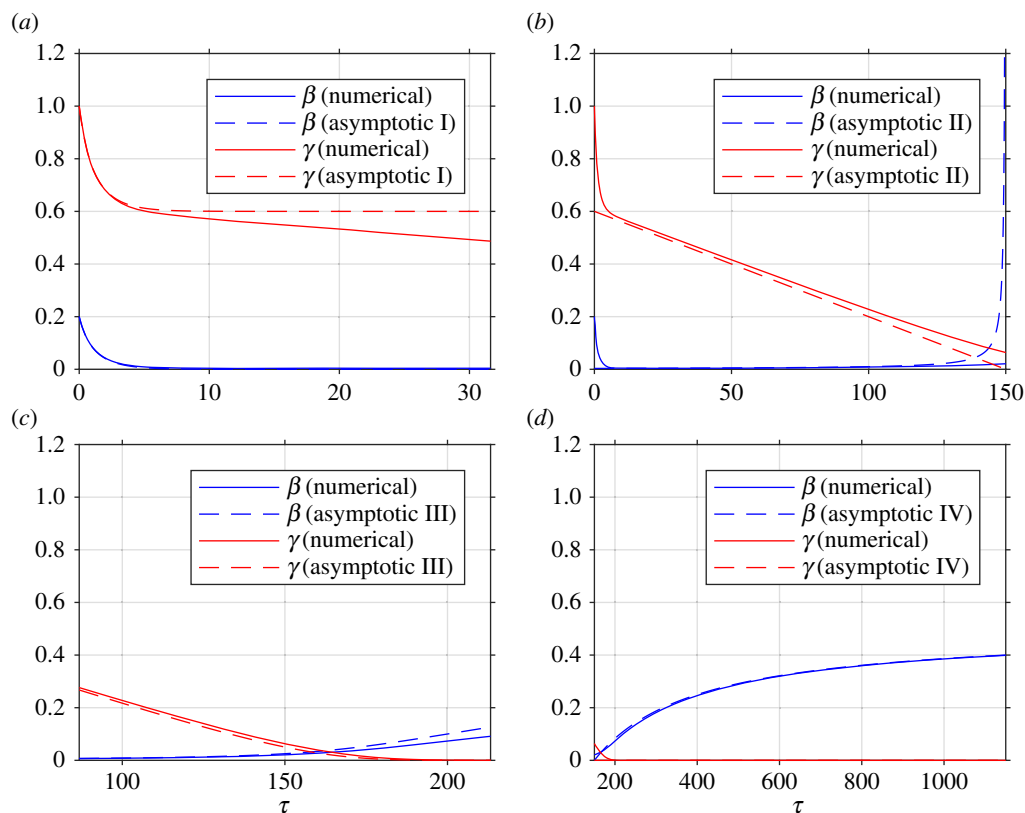 (a)
1.2
1.0
0.8
0.6
0.4
0.2
0
0 10 20 30
β (numerical)
β (asymptotic I)
γ (numerical)
γ (asymptotic I)
(b)
1.2
1.0
0.8
0.6
0.4
0.2
0
0 50 100 150
β (numerical)
β (asymptotic II)
γ (numerical)
γ (asymptotic II)
(c)
1.2
1.0
0.8
0.6
0.4
0.2
0
100 150 200
τ
β (numerical)
β (asymptotic III)
γ (numerical)
γ (asymptotic III)
(d)
1.2
1.0
0.8
0.6
0.4
0.2
0
200 400 600 800 1000
τ
β (numerical)
β (asymptotic IV)
γ (numerical)
γ (asymptotic IV)